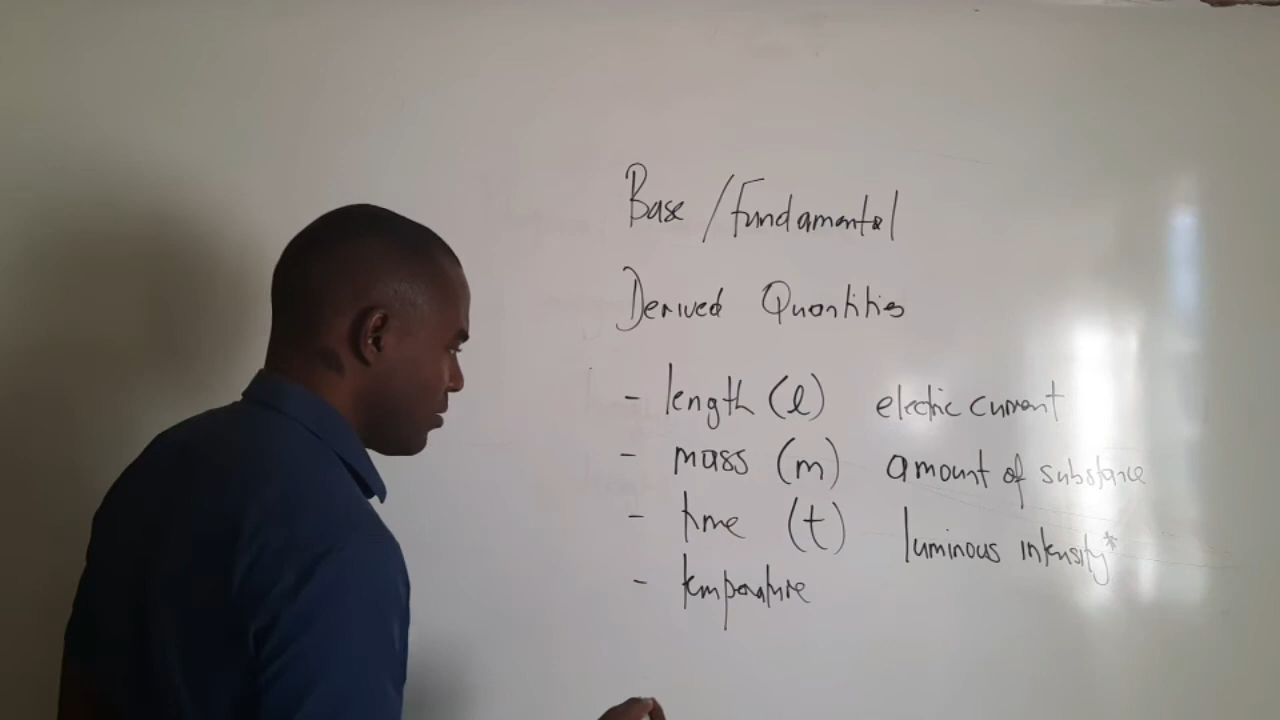 Base / Fundamental
Derived Quantities
- length (l) electric current
- mass (m) amount of substance
- time (t) luminous intensity*
- temperature